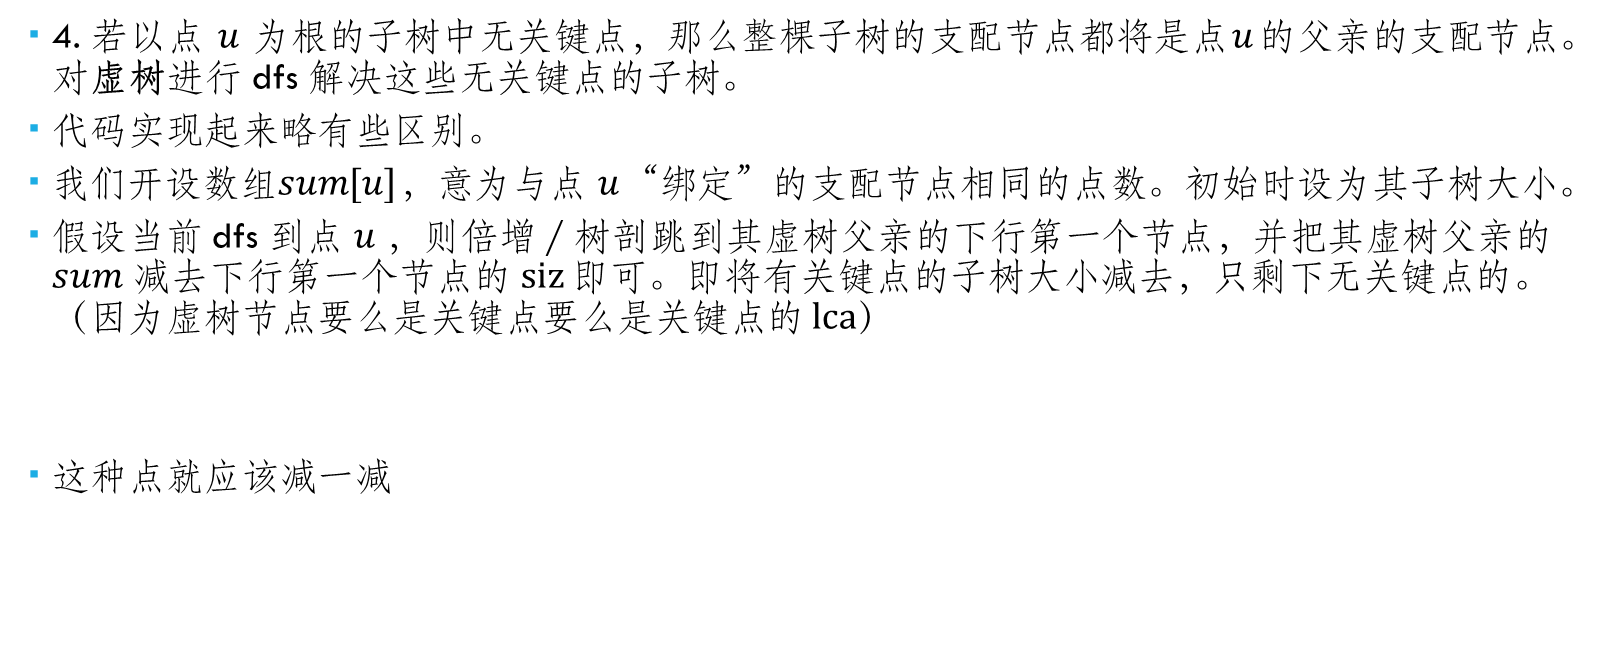 ▪ 4. 若以点 u 为根的子树中无关键点，那么整棵子树的支配节点都将是点u的父亲的支配节点。
对虚树进行 dfs 解决这些无关键点的子树。
▪ 代码实现起来略有些区别。
▪ 我们开设数组sum[u]，意为与点 u “绑定”的支配节点相同的点数。初始时设为其子树大小。
▪ 假设当前 dfs 到点 u，则倍增 / 树剖跳到其虚树父亲的下行第一个节点，并把其虚树父亲的
sum 减去下行第一个节点的 siz 即可。即将有关键点的子树大小减去，只剩下无关键点的。
（因为虚树节点要么是关键点要么是关键点的 lca）
▪ 这种点就应该减一减